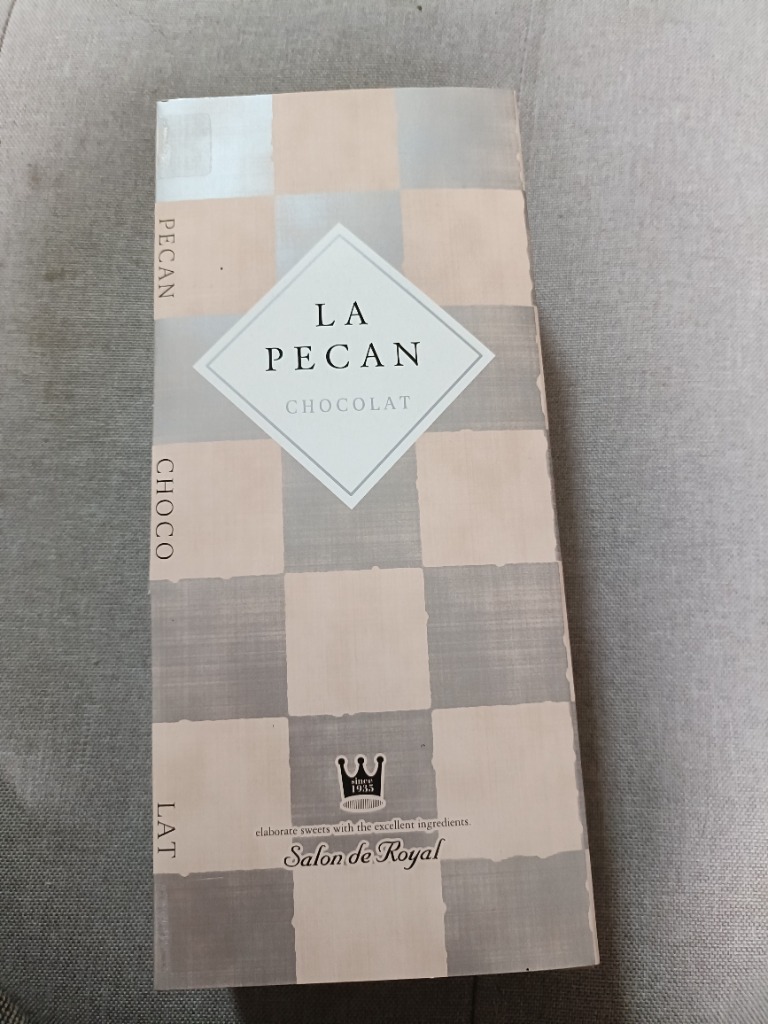 LA
PECAN
CHOCOLAT
PECAN
CHOCO
LAT
since
1935
elaborate sweets with the excellent ingredients.
Salon de Royal